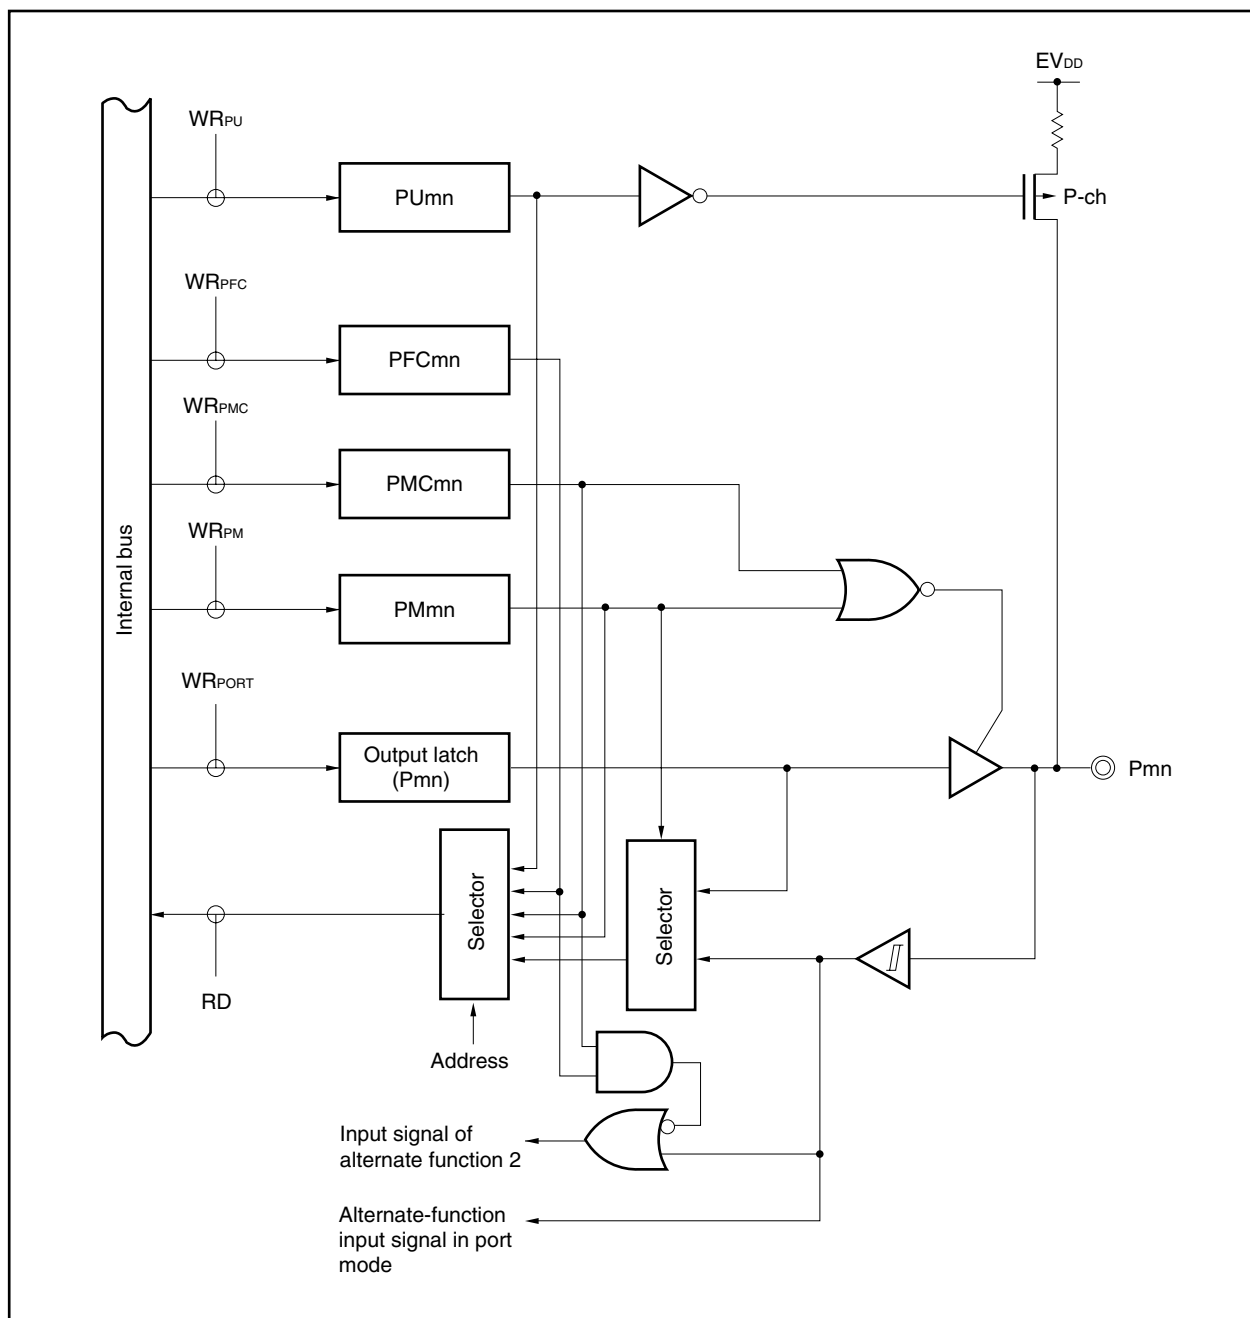 EVDD
WRPU
PUmn
P-ch
WRPFC
PFCmn
WRPMC
PMCmn
Internal bus
WRPM
PMmn
WRPORT
Output latch
(Pmn)
Pmn
Selector
Selector
RD
Address
Input signal of
alternate function 2
Alternate-function
input signal in port
mode